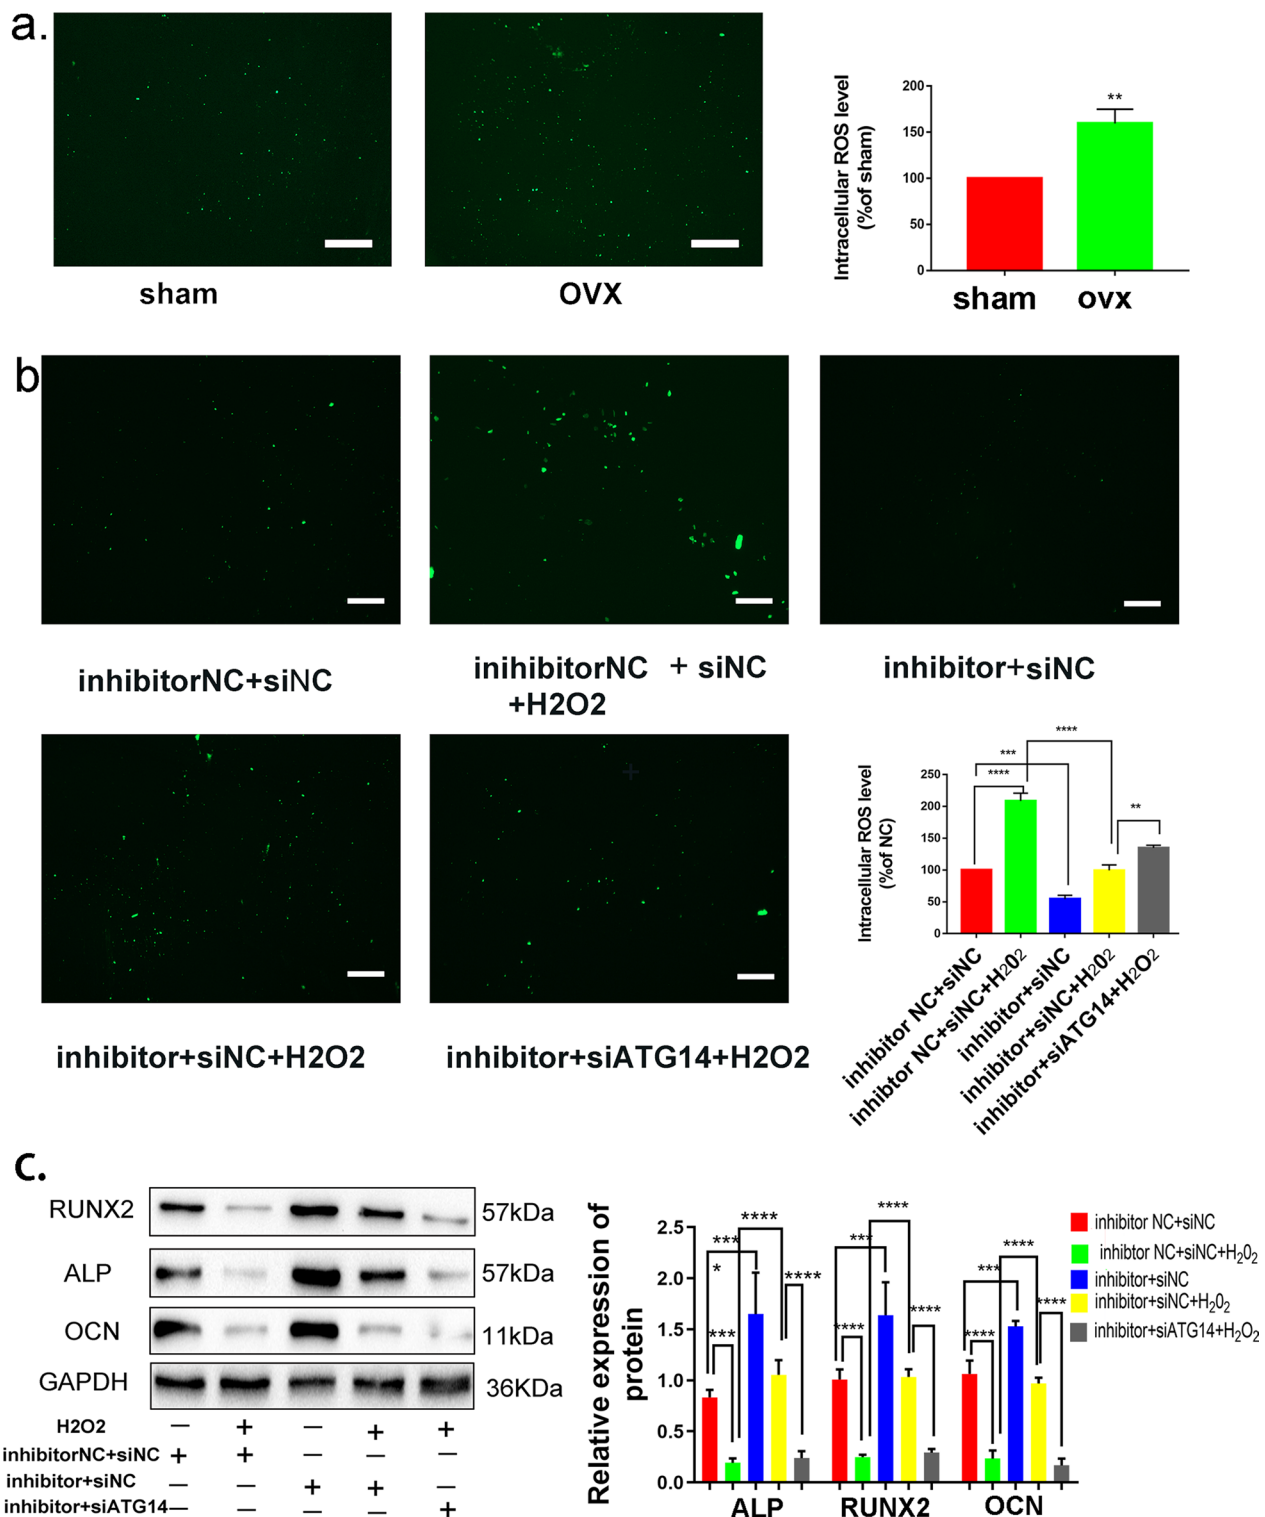 a.
sham
OVX
Intracellular ROS level
(%of sham)
200
150
100
50
0
**
sham
ovx
b
inhibitorNC+siNC
inihibitorNC + siNC
+H2O2
inhibitor+siNC
+
inhibitor+siNC+H2O2
inhibitor+siATG14+H2O2
Intracellular ROS level
(%of NC)
250
200
150
100
50
0
****
***
****
**
inhibitor NC+siNC
inhibtor NC+siNC+H202
inhibitor+siNC
inhibitor+siNC+H202
inhibitor+siATG14+H2O2
c.
RUNX2 57kDa
ALP 57kDa
OCN 11kDa
GAPDH 36KDa
H2O2 — + — + +
inhibitorNC+siNC + + — — —
inhibitor+siNC — — + + —
inhibitor+siATG14 — — — — +
Relative expression of
protein
2.5
2.0
1.5
1.0
0.5
0.0
***
*
****
***
****
***
****
****
****
***
****
****
****
ALP RUNX2 OCN
inhibitor NC+siNC
inhibtor NC+siNC+H₂0₂
inhibitor+siNC
inhibitor+siNC+H₂0₂
inhibitor+siATG14+H₂O₂